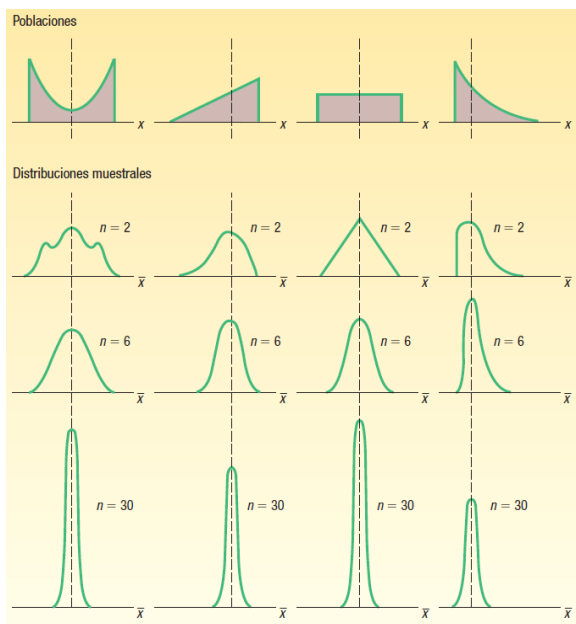 Poblaciones
x x x x
Distribuciones muestrales
n = 2 n = 2 n = 2 n = 2
x̅ x̅ x̅ x̅
n = 6 n = 6 n = 6 n = 6
x̅ x̅ x̅ x̅
n = 30 n = 30 n = 30 n = 30
x̅ x̅ x̅ x̅